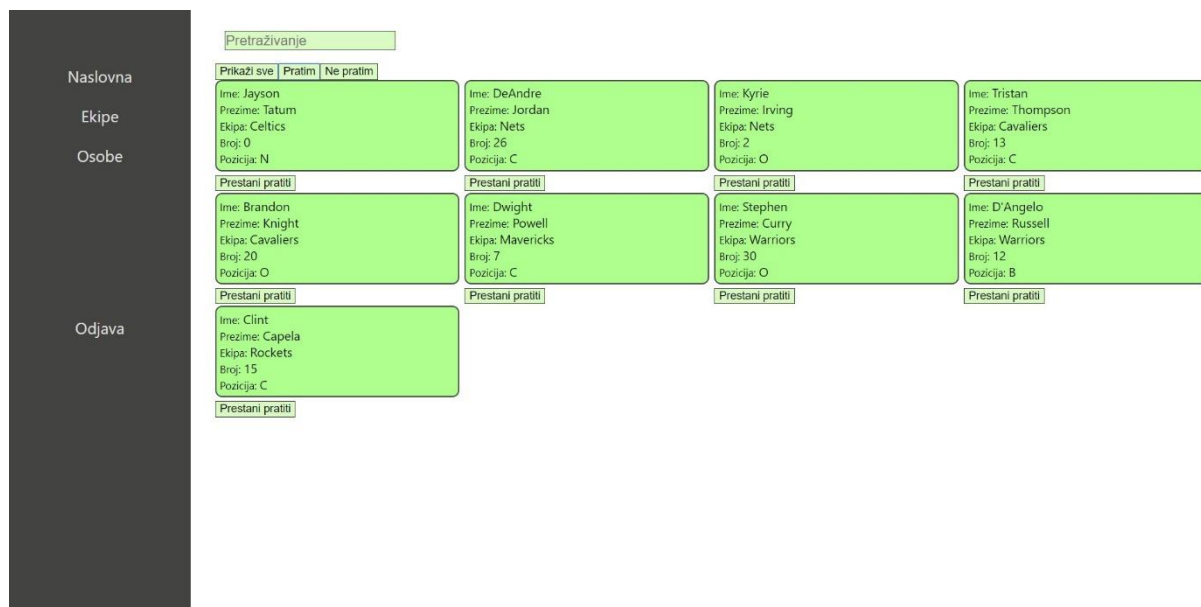 Naslovna
Ekipe
Osobe
Odjava
Pretraživanje
Prikaži sve Pratim Ne pratim
Ime: Jayson
Prezime: Tatum
Ekipa: Celtics
Broj: 0
Pozicija: N
Prestani pratiti
Ime: DeAndre
Prezime: Jordan
Ekipa: Nets
Broj: 26
Pozicija: C
Prestani pratiti
Ime: Kyrie
Prezime: Irving
Ekipa: Nets
Broj: 2
Pozicija: O
Prestani pratiti
Ime: Tristan
Prezime: Thompson
Ekipa: Cavaliers
Broj: 13
Pozicija: C
Prestani pratiti
Ime: Brandon
Prezime: Knight
Ekipa: Cavaliers
Broj: 20
Pozicija: O
Prestani pratiti
Ime: Dwight
Prezime: Powell
Ekipa: Mavericks
Broj: 7
Pozicija: C
Prestani pratiti
Ime: Stephen
Prezime: Curry
Ekipa: Warriors
Broj: 30
Pozicija: O
Prestani pratiti
Ime: D'Angelo
Prezime: Russell
Ekipa: Warriors
Broj: 12
Pozicija: B
Prestani pratiti
Ime: Clint
Prezime: Capela
Ekipa: Rockets
Broj: 15
Pozicija: C
Prestani pratiti